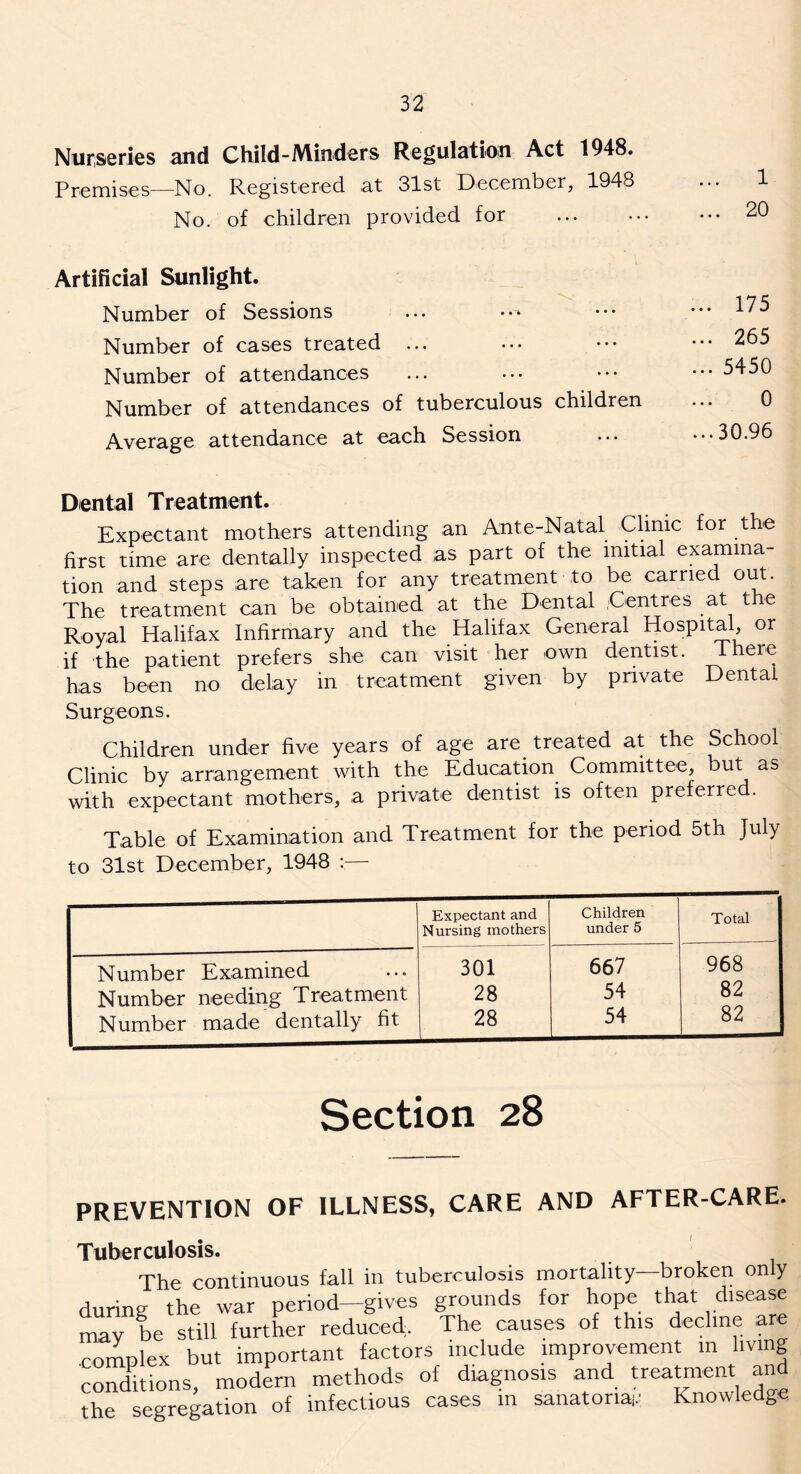 32
Nurseries and Child-Minders Regulation Act 1948.
Premises—No. Registered at 31st December, 1948 ... 1
No. of children provided for ... ... ... 20
Artificial Sunlight.
Number of Sessions ... ... ... ... 175
Number of cases treated ... ... ... ... 265
Number of attendances ... ... ... ... 5450
Number of attendances of tuberculous children ... 0
Average attendance at each Session ... ...30.96
Dental Treatment.
Expectant mothers attending an Ante-Natal Clinic for the
first time are dentally inspected as part of the initial examina-
tion and steps are taken for any treatment to be carried out.
The treatment can be obtained at the Dental Centres at the
Royal Halifax Infirmary and the Halifax General Hospital, or
if the patient prefers she can visit her own dentist. There
has been no delay in treatment given by private Dental
Surgeons.
Children under five years of age are treated at the School
Clinic by arrangement with the Education Committee, but as
with expectant mothers, a private dentist is often preferred.
Table of Examination and Treatment for the period 5th July
to 31st December, 1948 :—
Expectant and Nursing mothers Children under 5 Total
Number Examined ... 301 667 968
Number needing Treatment 28 54 82
Number made dentally fit 28 54 82
Section 28
PREVENTION OF ILLNESS, CARE AND AFTER-CARE.
Tuberculosis.
The continuous fall in tuberculosis mortality—broken only
during the war period—gives grounds for hope that disease
may be still further reduced. The causes of this decline are
complex but important factors include improvement in living
conditions, modern methods of diagnosis and treatment and
the segregation of infectious cases in sanatoria. Knowledge